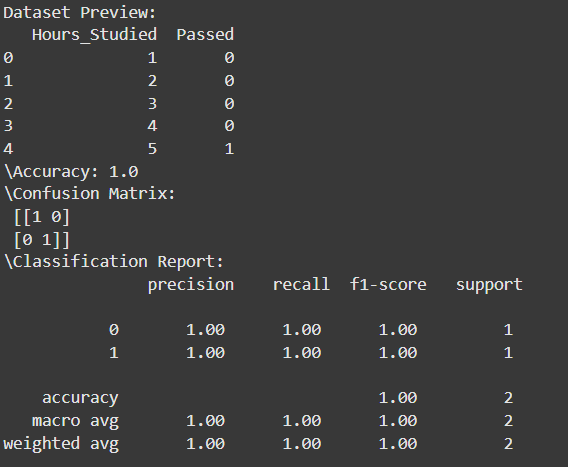 Dataset Preview:
   Hours_Studied  Passed
0              1       0
1              2       0
2              3       0
3              4       0
4              5       1
\Accuracy: 1.0
\Confusion Matrix:
 [[1 0]
 [0 1]]
\Classification Report:
               precision    recall  f1-score   support

           0       1.00      1.00      1.00         1
           1       1.00      1.00      1.00         1

    accuracy                           1.00         2
   macro avg       1.00      1.00      1.00         2
weighted avg       1.00      1.00      1.00         2